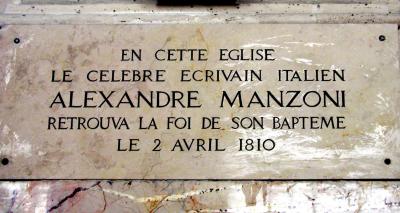 EN CETTE EGLISE
LE CELEBRE ECRIVAIN ITALIEN
ALEXANDRE MANZONI
RETROUVA LA FOI DE SON BAPTEME
LE 2 AVRIL 1810